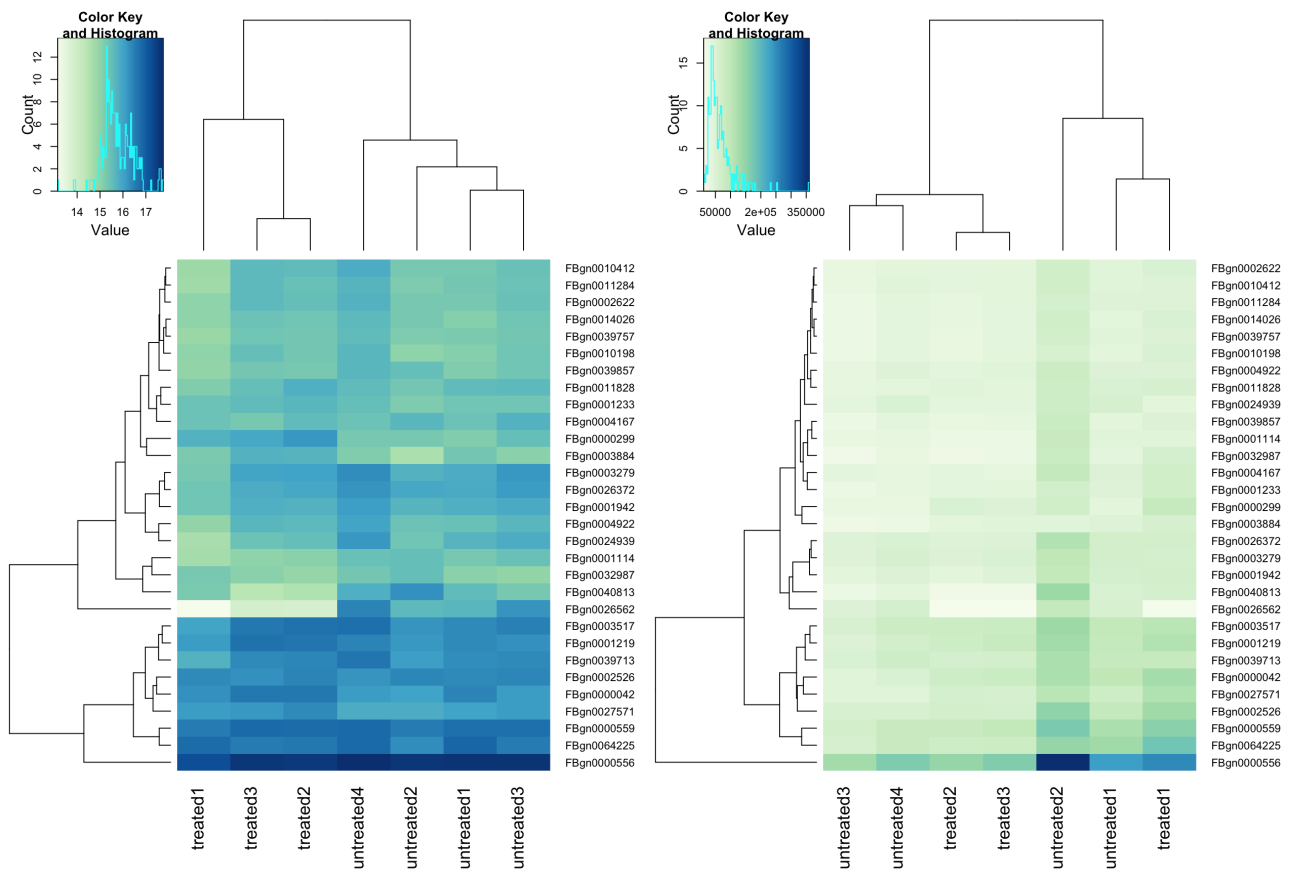 Color Key
and Histogram
Count
0 2 4 6 8 10 12
14 15 16 17
Value
FBgn0010412
FBgn0011284
FBgn0002622
FBgn0014026
FBgn0039757
FBgn0010198
FBgn0039857
FBgn0011828
FBgn0001233
FBgn0004167
FBgn0000299
FBgn0003884
FBgn0003279
FBgn0026372
FBgn0001942
FBgn0004922
FBgn0024939
FBgn0001114
FBgn0032987
FBgn0040813
FBgn0026562
FBgn0003517
FBgn0001219
FBgn0039713
FBgn0002526
FBgn0000042
FBgn0027571
FBgn0000559
FBgn0064225
FBgn0000556
treated1
treated3
treated2
untreated4
untreated2
untreated1
untreated3
Color Key
and Histogram
Count
0 5 10 15
50000 2e+05 350000
Value
FBgn0002622
FBgn0010412
FBgn0011284
FBgn0014026
FBgn0039757
FBgn0010198
FBgn0004922
FBgn0011828
FBgn0024939
FBgn0039857
FBgn0001114
FBgn0032987
FBgn0004167
FBgn0001233
FBgn0000299
FBgn0003884
FBgn0026372
FBgn0003279
FBgn0001942
FBgn0040813
FBgn0026562
FBgn0003517
FBgn0001219
FBgn0039713
FBgn0000042
FBgn0027571
FBgn0002526
FBgn0000559
FBgn0064225
FBgn0000556
untreated3
untreated4
treated2
treated3
untreated2
untreated1
treated1